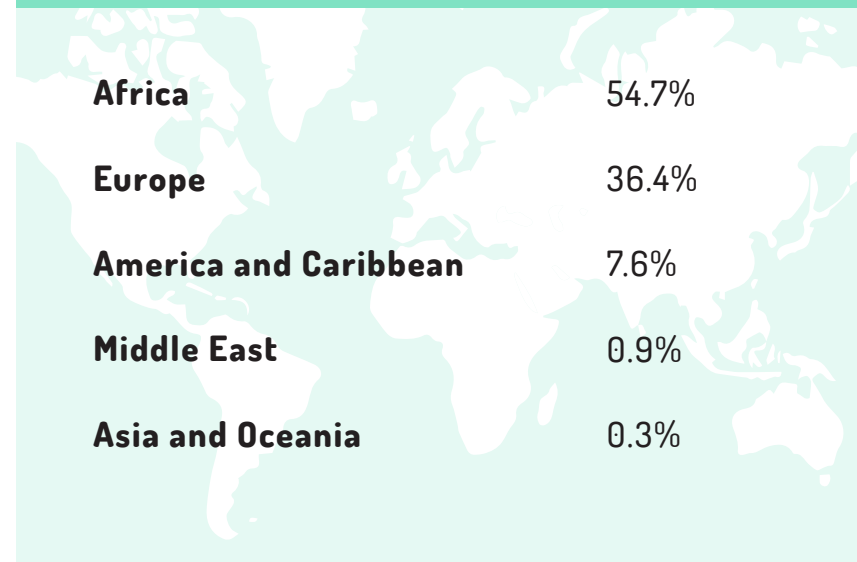 Africa 54.7%
Europe 36.4%
America and Caribbean 7.6%
Middle East 0.9%
Asia and Oceania 0.3%